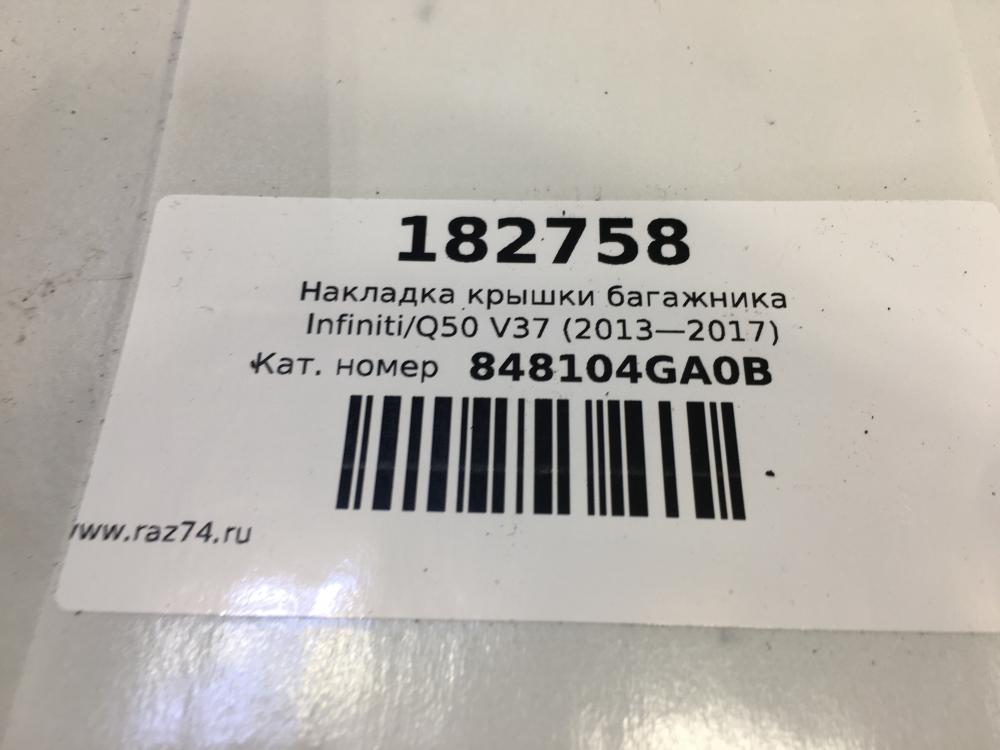 182758
Накладка крышки багажника
Infiniti/Q50 V37 (2013—2017)
Кат. номер 848104GA0B
www.raz74.ru